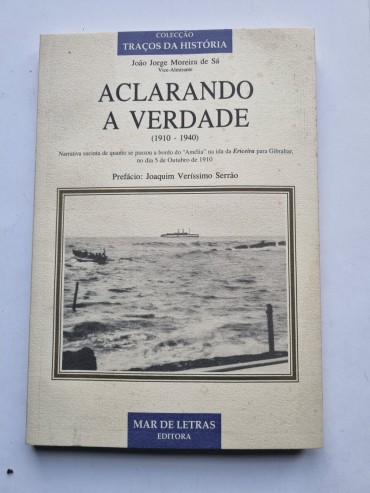 COLECÇÃO
TRAÇOS DA HISTÓRIA
João Jorge Moreira de Sá
Vice-Almirante
ACLARANDO
A VERDADE
(1910 - 1940)
Narrativa sucinta de quanto se passou a bordo do "Amélia" na ida da Ericeira para Gibraltar,
no dia 5 de Outubro de 1910
Prefácio: Joaquim Veríssimo Serrão
MAR DE LETRAS
EDITORA